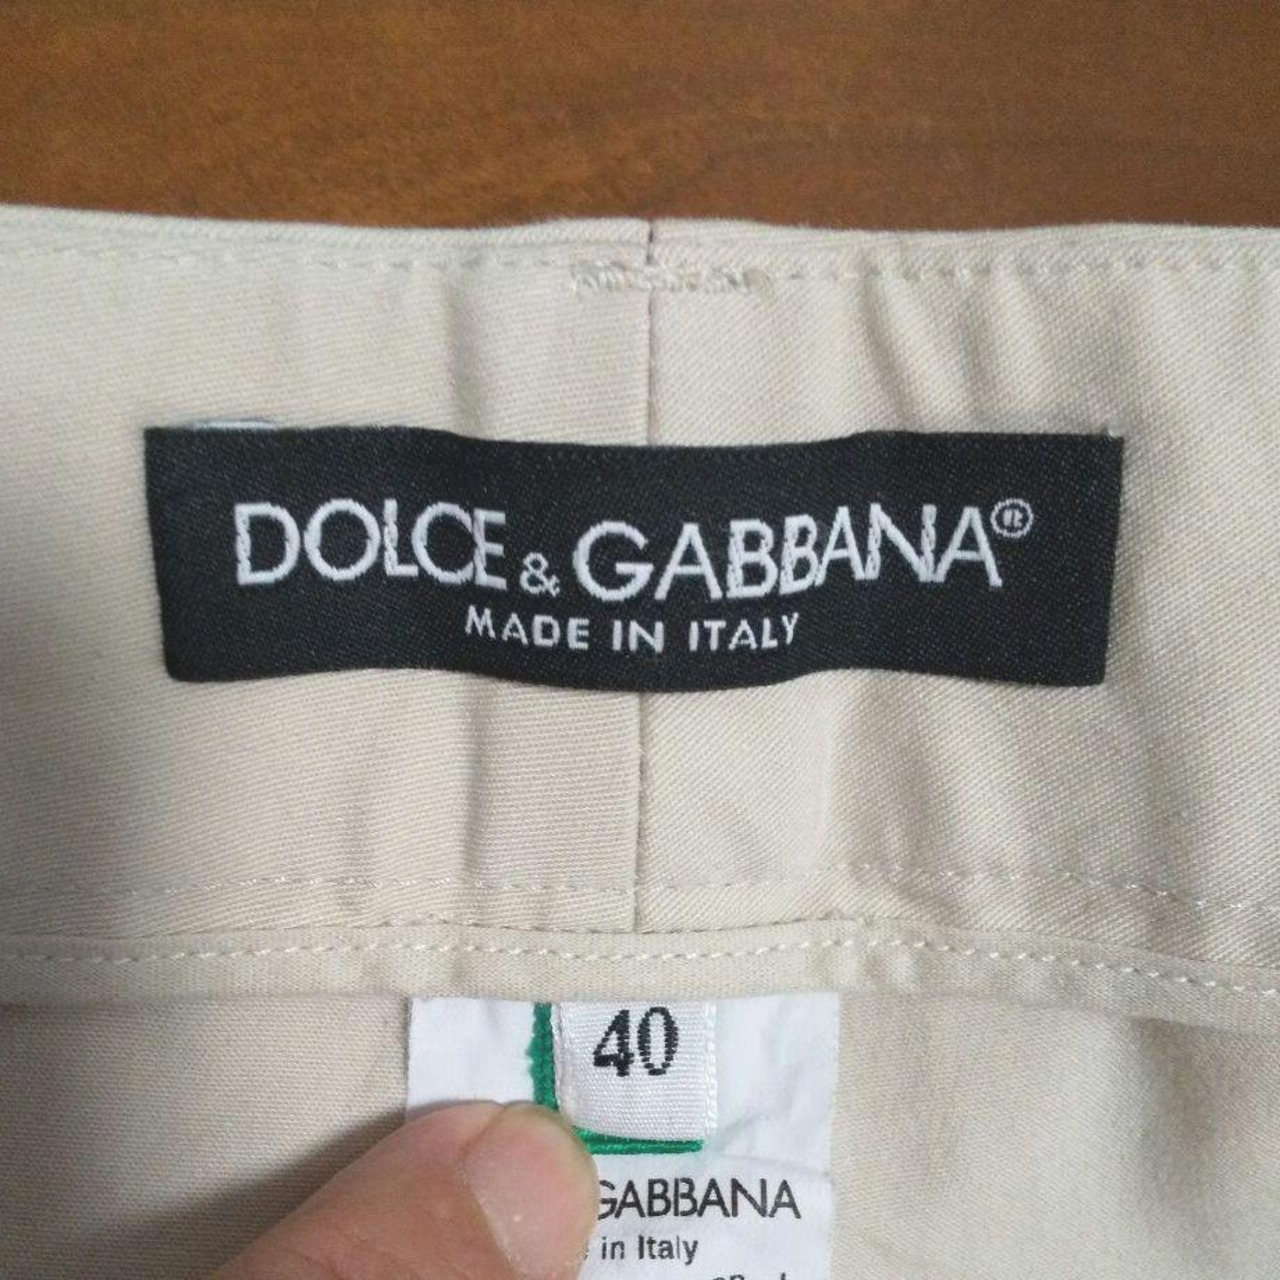 DOLCE & GABBANA®
MADE IN ITALY
40
GABBANA
in Italy